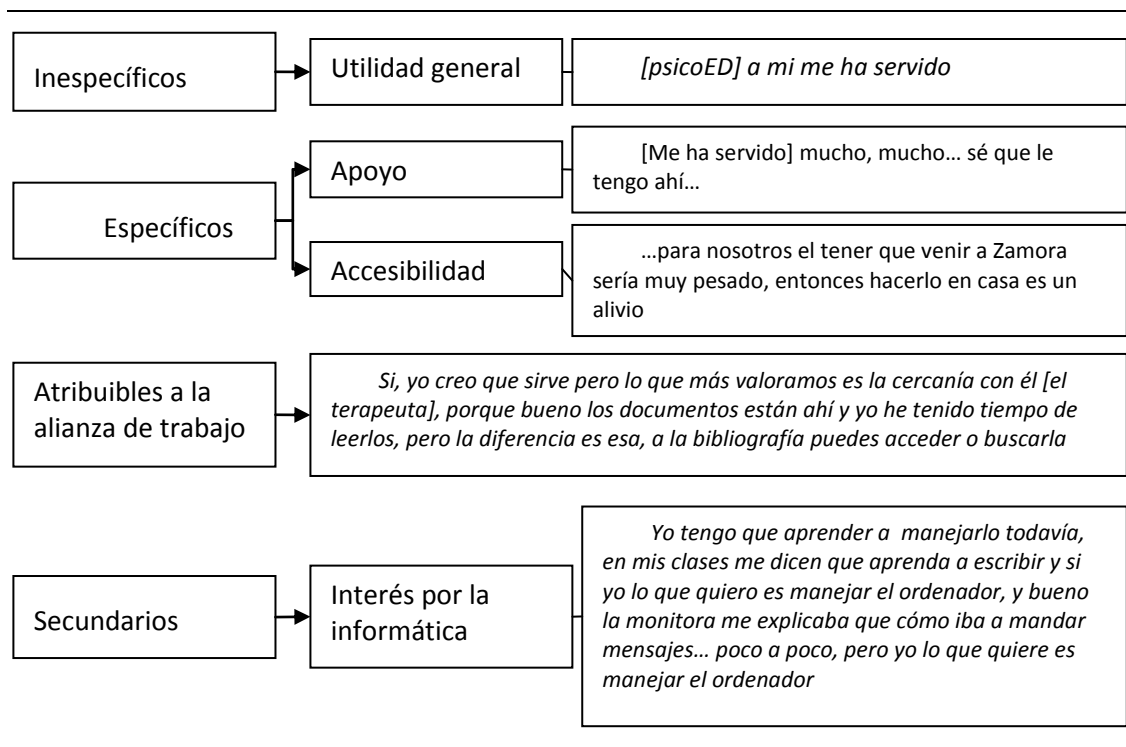 Inespecíficos
Utilidad general
[psicoED] a mi me ha servido
Específicos
Apoyo
[Me ha servido] mucho, mucho… sé que le
tengo ahí…
Accesibilidad
…para nosotros el tener que venir a Zamora
sería muy pesado, entonces hacerlo en casa es un
alivio
Atribuibles a la
alianza de trabajo
Si, yo creo que sirve pero lo que más valoramos es la cercanía con él [el
terapeuta], porque bueno los documentos están ahí y yo he tenido tiempo de
leerlos, pero la diferencia es esa, a la bibliografía puedes acceder o buscarla
Secundarios
Interés por la
informática
Yo tengo que aprender a manejarlo todavía,
en mis clases me dicen que aprenda a escribir y si
yo lo que quiero es manejar el ordenador, y bueno
la monitora me explicaba que cómo iba a mandar
mensajes… poco a poco, pero yo lo que quiere es
manejar el ordenador